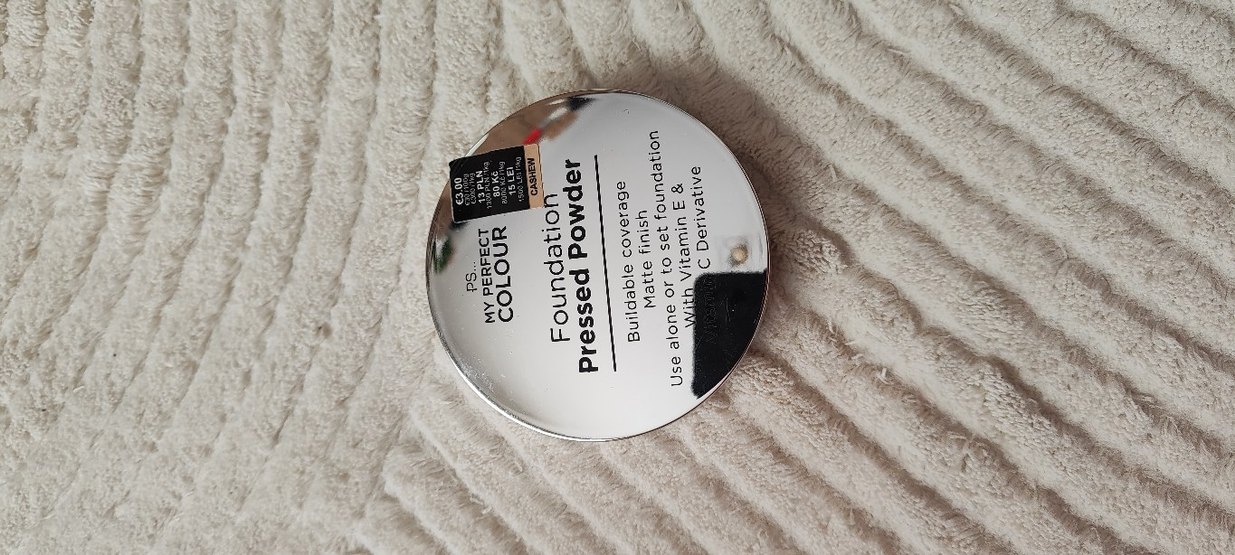 €3.00
13 PLN
80 Kč
15 LEI
CASHEW
PS...
MY PERFECT
COLOUR
Foundation
Pressed Powder
Buildable coverage
Matte finish
Use alone or to set foundation
With Vitamin E &
C Derivative